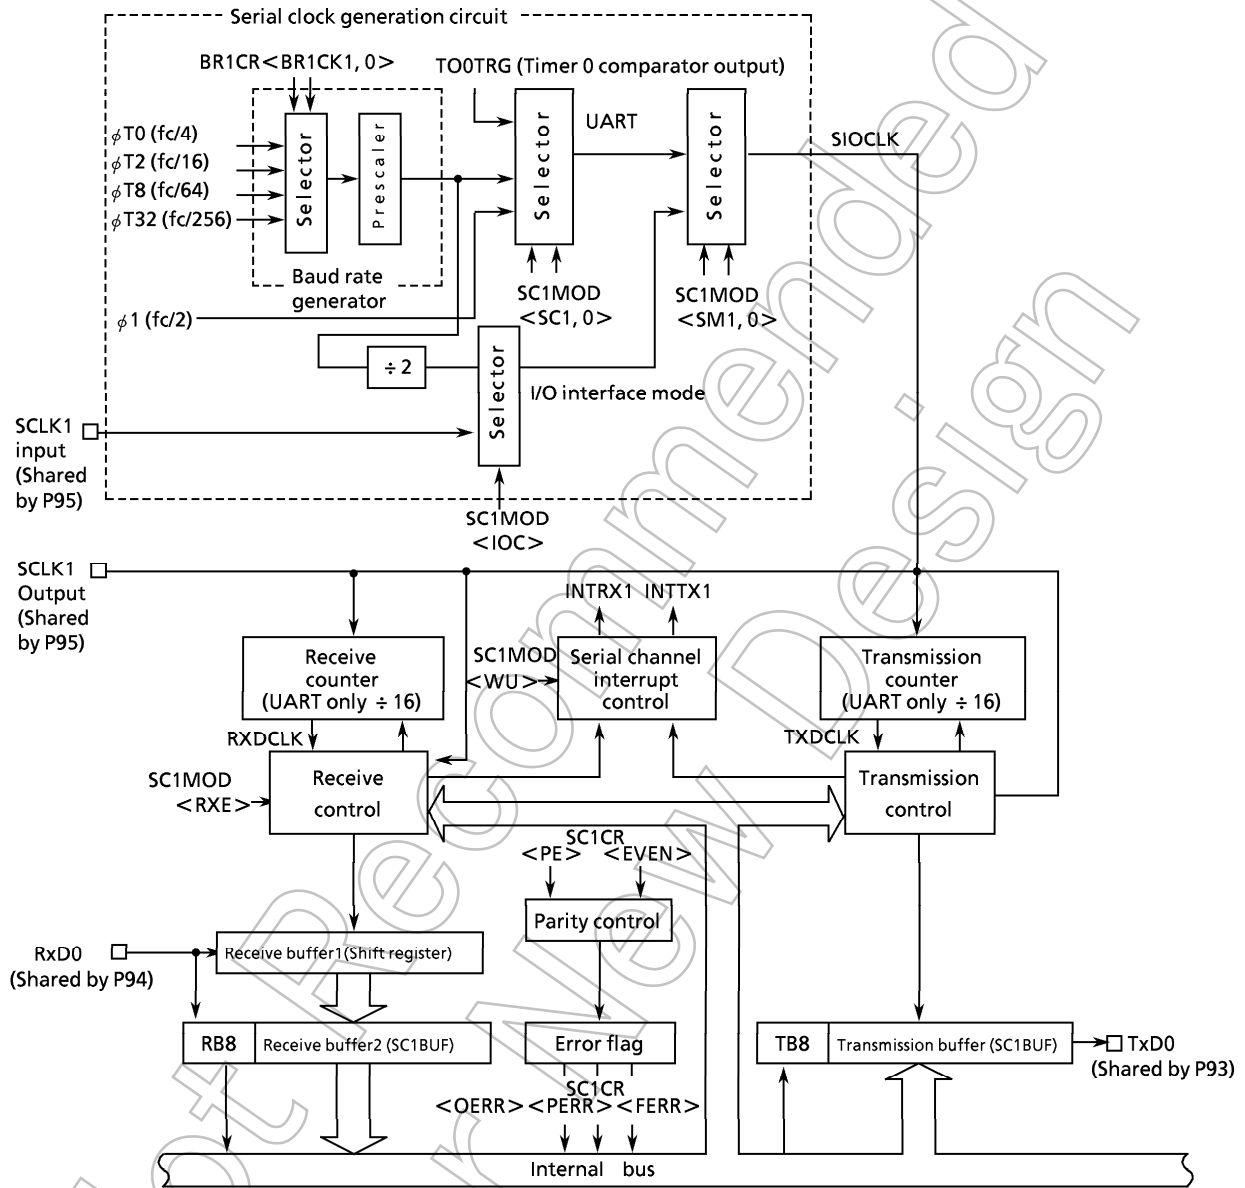 Serial clock generation circuit
BR1CR<BR1CK1, 0>
TO0TRG (Timer 0 comparator output)
ϕT0 (fc/4)
ϕT2 (fc/16)
ϕT8 (fc/64)
ϕT32 (fc/256)
Selector
Prescaler
Selector
UART
Selector
SIOCLK
Baud rate
generator
SC1MOD
<SC1, 0>
SC1MOD
<SM1, 0>
ϕ1 (fc/2)
÷ 2
Selector
I/O interface mode
SCLK1
input
(Shared
by P95)
SC1MOD
<IOC>
SCLK1
Output
(Shared
by P95)
INTRX1 INTTX1
Receive
counter
(UART only ÷ 16)
SC1MOD
<WU>
Serial channel
interrupt
control
Transmission
counter
(UART only ÷ 16)
RXDCLK
TXDCLK
SC1MOD
<RXE>
Receive
control
Transmission
control
SC1CR
<PE> <EVEN>
Parity control
RxD0
(Shared by P94)
Receive buffer1(Shift register)
RB8
Receive buffer2 (SC1BUF)
Error flag
TB8
Transmission buffer (SC1BUF)
TxD0
(Shared by P93)
SC1CR
<OERR> <PERR> <FERR>
Internal bus
Not Recommended
for New Design